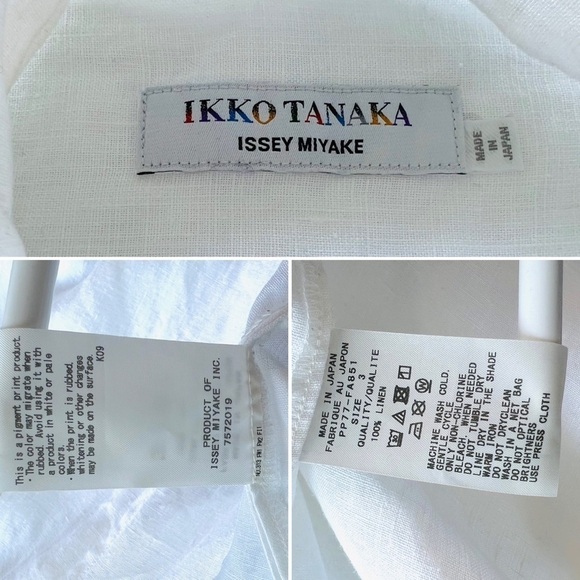 IKKO TANAKA
ISSEY MIYAKE
MADE
IN
JAPAN
This is a pigment print product.
・The color may migrate when
rubbed. Avoid using it with
a product in white or pale
color.
・When the print is rubbed,
whitening or other changes
may be made on the surface.
K09
PRODUCT OF
ISSEY MIYAKE INC.
7572019
MADE IN JAPAN
FABRIQUE AU JAPON
PP77-FA851
SIZE 3
QUALITY/QUALITE
100% LINEN
MACHINE WASH COLD,
GENTLE CYCLE
ONLY NON-CHLORINE
BLEACH, WHEN NEEDED
DO NOT TUMBLE DRY
LINE DRY IN THE SHADE
WARM IRON
DO NOT DRYCLEAN
WASH IN A NET BAG
DO NOT OPTICAL
BRIGHTNERS
USE PRESS CLOTH